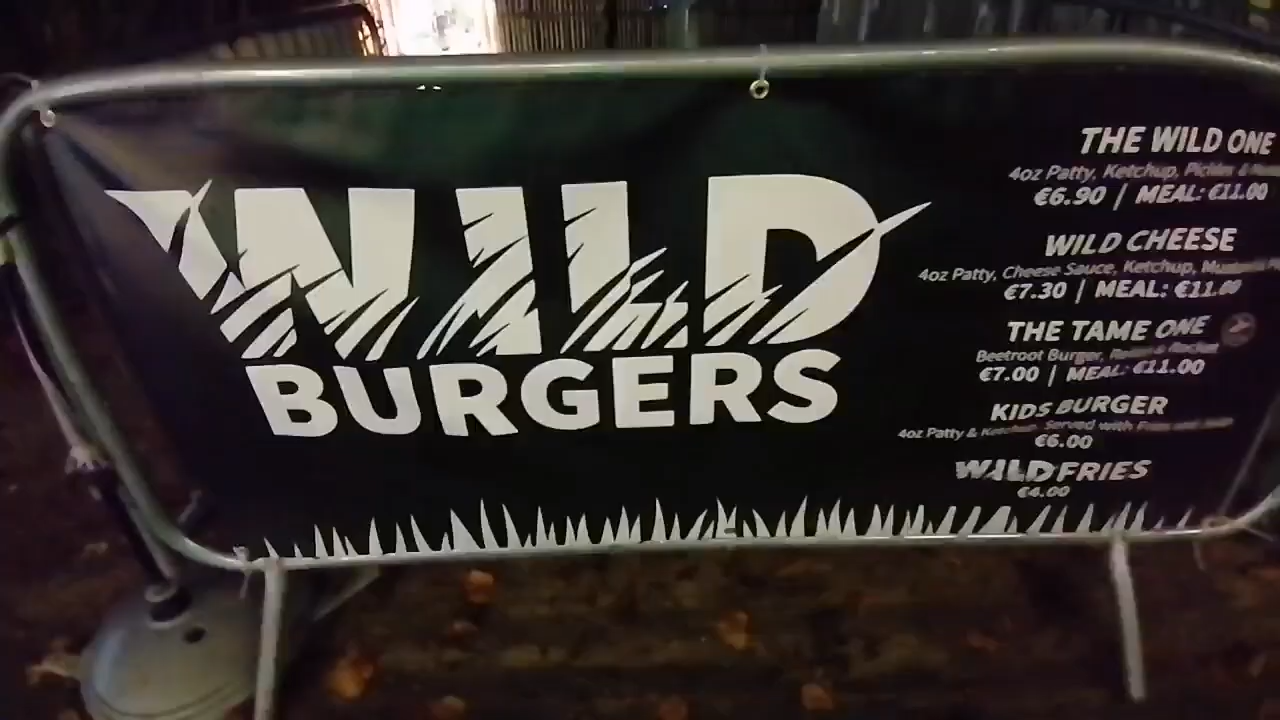 WILD
BURGERS
THE WILD ONE
4oz Patty, Ketchup, Pickles &
€6.90 | MEAL: €11.00
WILD CHEESE
4oz Patty, Cheese Sauce, Ketchup, Mustard
€7.30 | MEAL: €11.00
THE TAME ONE
Beetroot Burger, & Rocket
€7.00 | MEAL: €11.00
KIDS BURGER
4oz Patty & Ketchup. Served with Fries
€6.00
WILD FRIES
€4.00